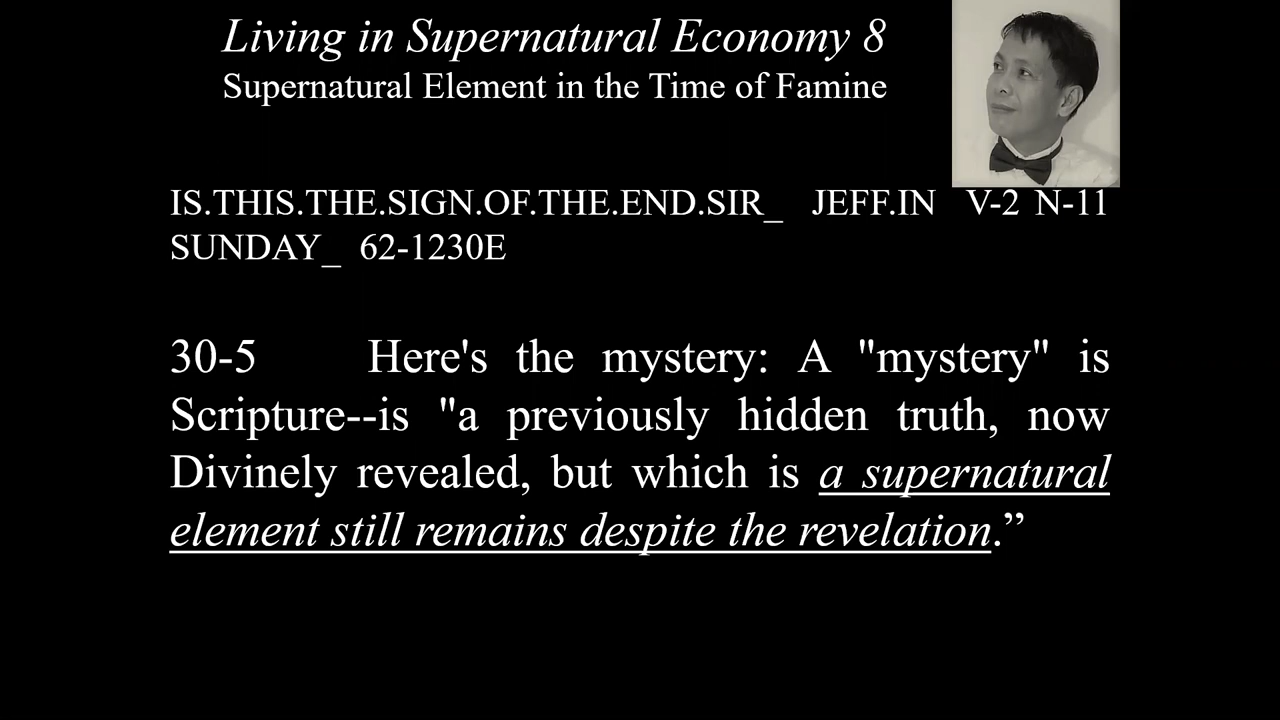 Living in Supernatural Economy 8
Supernatural Element in the Time of Famine
IS.THIS.THE.SIGN.OF.THE.END.SIR_ JEFF.IN V-2 N-11
SUNDAY_ 62-1230E
30-5 Here's the mystery: A "mystery" is
Scripture--is "a previously hidden truth, now
Divinely revealed, but which is a supernatural
element still remains despite the revelation.”